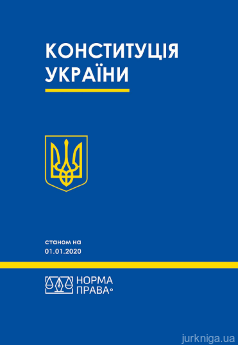 КОНСТИТУЦІЯ
УКРАЇНИ
станом на
01.01.2020
НОРМА
ПРАВА®
jurkniga.ua